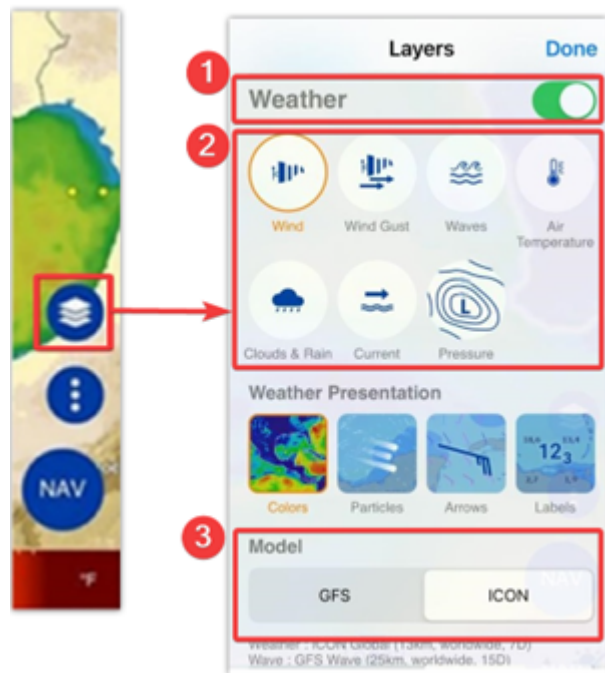 NAV
°F
Layers
Done
1
Weather
2
Wind
Wind Gust
Waves
Air
Temperature
Clouds & Rain
Current
L
Pressure
Weather Presentation
12₃
Colors
Particles
Arrows
Labels
3
Model
GFS
ICON
Weather : ICON Global (13km, worldwide, 7D)
Wave : GFS Wave (25km, worldwide, 15D)